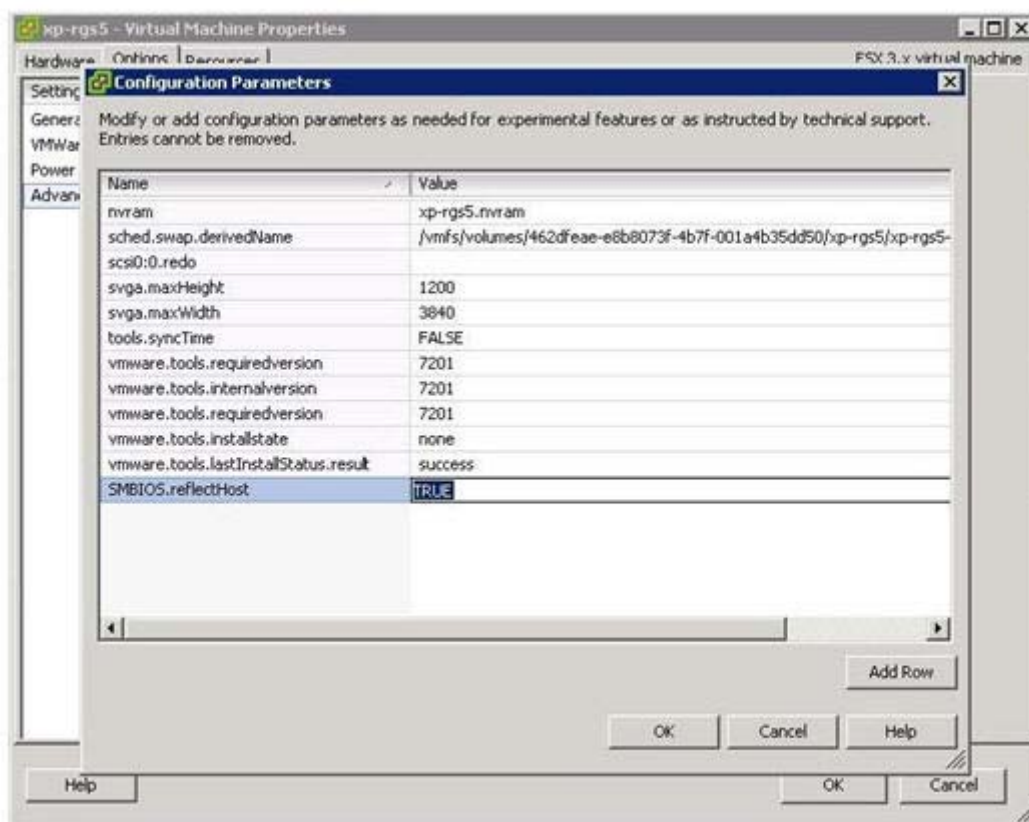 xp-rgs5 - Virtual Machine Properties
Hardware Options Resources ESX 3.x virtual machine
Configuration Parameters
Setting
Modify or add configuration parameters as needed for experimental features or as instructed by technical support.
Entries cannot be removed.
Genera
VMWar
Power
Advan
Name Value
nvram xp-rgs5.nvram
sched.swap.derivedName /vmfs/volumes/462dfeae-e8b8073f-4b7f-001a4b35dd50/xp-rgs5/xp-rgs5-
scsi0:0.redo
svga.maxHeight 1200
svga.maxWidth 3840
tools.syncTime FALSE
vmware.tools.requiredversion 7201
vmware.tools.internalversion 7201
vmware.tools.requiredversion 7201
vmware.tools.installstate none
vmware.tools.lastInstallStatus.result success
SMBIOS.reflectHost TRUE
Add Row
OK Cancel Help
Help OK Cancel